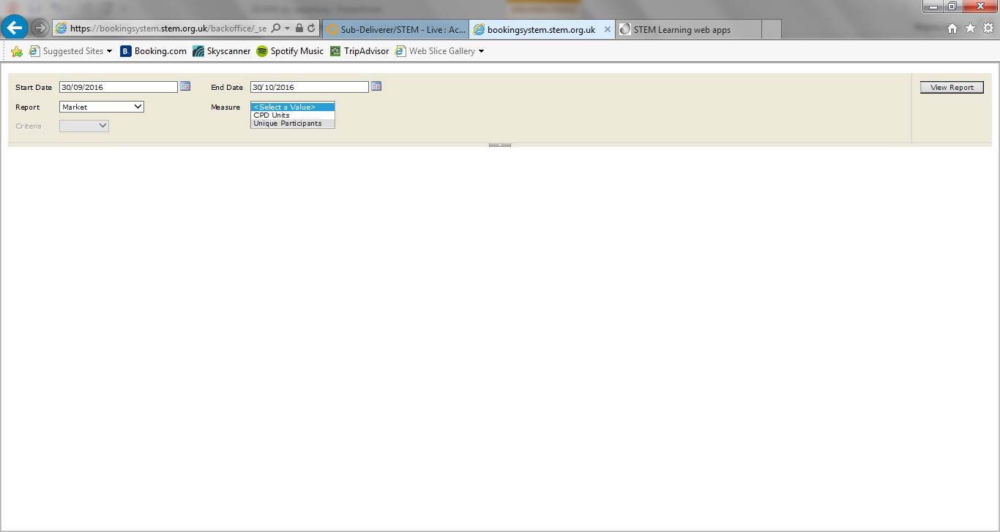 https://bookingsystem.stem.org.uk/backoffice/_se
Sub-Deliverer/STEM - Live : Ac...
bookingsystem.stem.org.uk
STEM Learning web apps
Suggested Sites
B. Booking.com
Skyscanner
Spotify Music
TripAdvisor
Web Slice Gallery
Start Date 30/09/2016 End Date 30/10/2016 View Report
Report Market Measure <Select a Value>
CPD Units
Unique Participants
Criteria